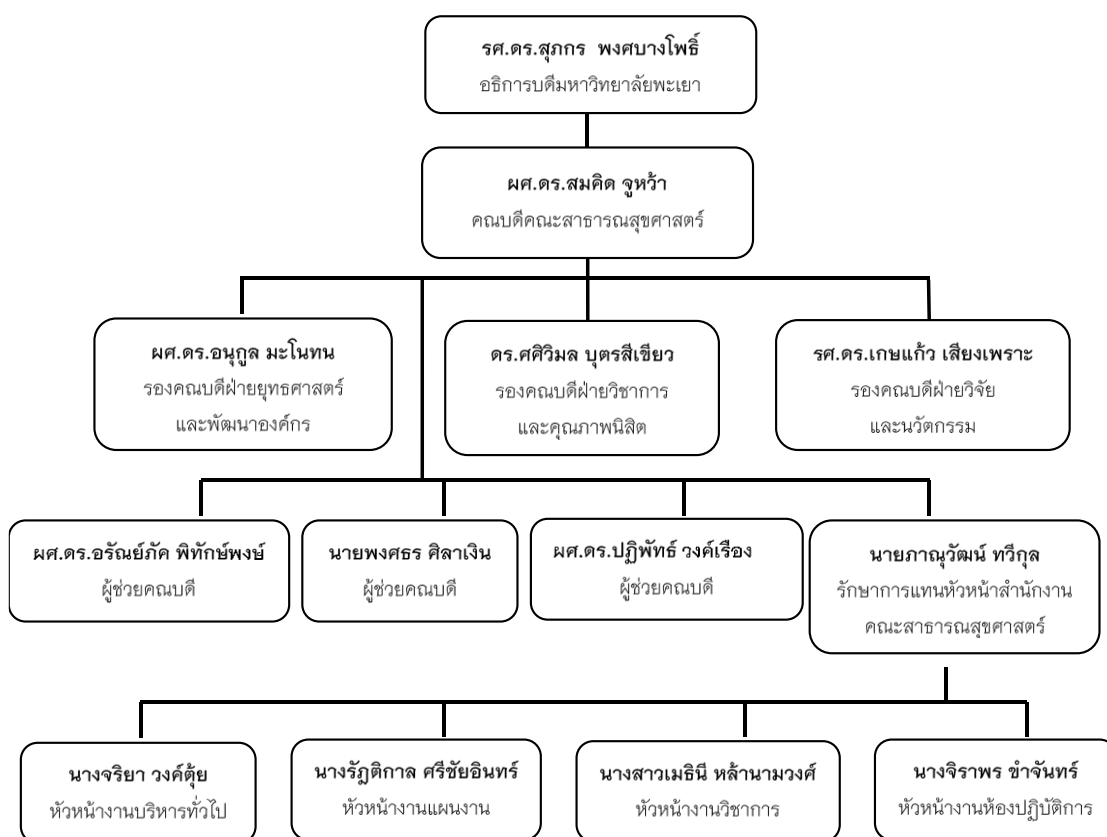 รศ.ดร.สุภกร พงศบางโพธิ์
อธิการบดีมหาวิทยาลัยพะเยา
ผศ.ดร.สมคิด จูหว้า
คณบดีคณะสาธารณสุขศาสตร์
ผศ.ดร.อนุกูล มะโนทน
รองคณบดีฝ่ายยุทธศาสตร์
และพัฒนาองค์กร
ดร.ศศิวิมล บุตรสีเขียว
รองคณบดีฝ่ายวิชาการ
และคุณภาพนิสิต
รศ.ดร.เกษแก้ว เสียงเพราะ
รองคณบดีฝ่ายวิจัย
และนวัตกรรม
ผศ.ดร.อรัณย์ภัค พิทักษ์พงษ์
ผู้ช่วยคณบดี
นายพงศธร ศิลาเงิน
ผู้ช่วยคณบดี
ผศ.ดร.ปฏิพัทธ์ วงค์เรือง
ผู้ช่วยคณบดี
นายภาณุวัฒน์ ทวีกุล
รักษาการแทนหัวหน้าสำนักงาน
คณะสาธารณสุขศาสตร์
นางจริยา วงค์ตุ้ย
หัวหน้างานบริหารทั่วไป
นางรัฎติกาล ศรีชัยอินทร์
หัวหน้างานแผนงาน
นางสาวเมธินี หล้านามวงศ์
หัวหน้างานวิชาการ
นางจิราพร ขำจันทร์
หัวหน้างานห้องปฏิบัติการ